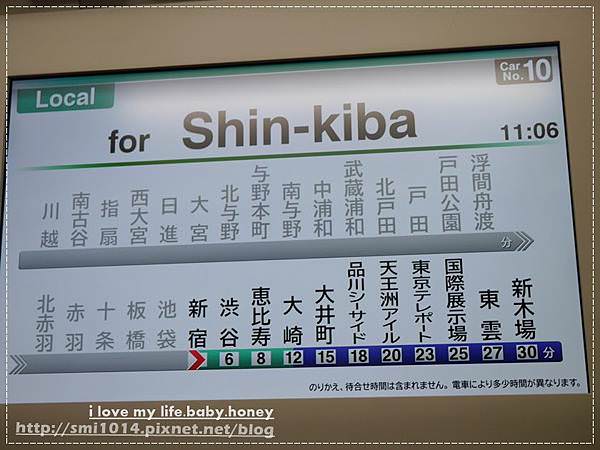 Local
Car No. 10
for Shin-kiba
11:06
川越
南古谷
指扇
西大宮
日進
大宮
北与野
与野本町
南与野
中浦和
武蔵浦和
北戸田
戸田
戸田公園
浮間舟渡
分
北赤羽
赤羽
十条
板橋
池袋
新宿
渋谷
恵比寿
大崎
大井町
品川シーサイド
天王洲アイル
東京テレポート
国際展示場
東雲
新木場
6 8 12 15 18 20 23 25 27 30 分
のりかえ、待合せ時間は含まれません。電車により多少時間が異なります。
i love my life.baby.honey
http://smi1014.pixnet.net/blog